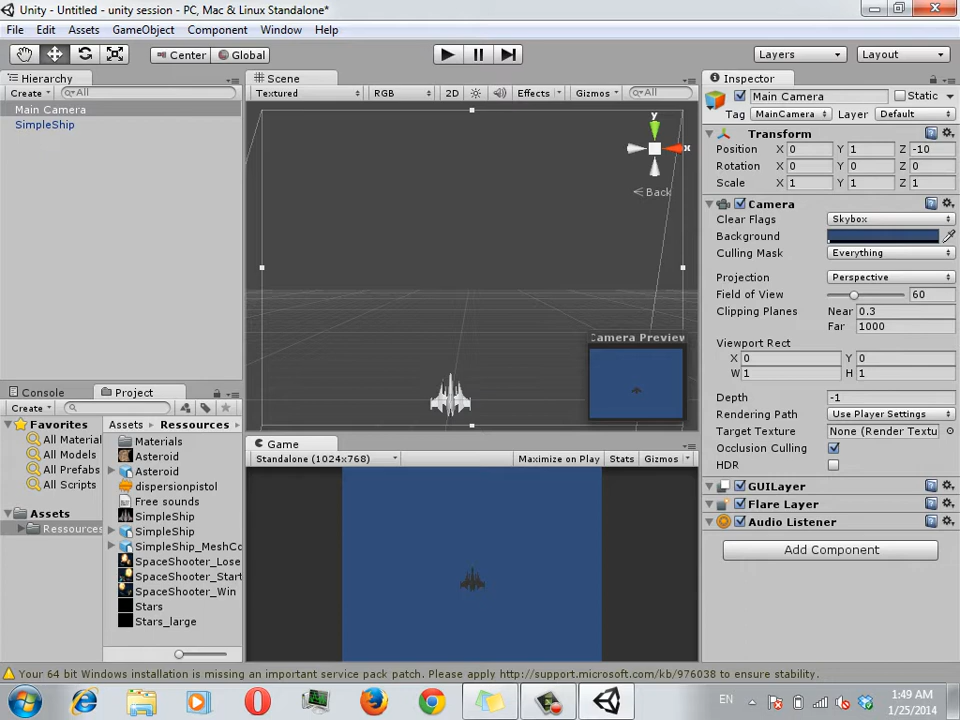 Unity - Untitled - unity session - PC, Mac & Linux Standalone*
File Edit Assets GameObject Component Window Help
Center Global Layers Layout
Hierarchy
Create All
Main Camera
SimpleShip
Scene
Textured RGB 2D Effects Gizmos All
y
x
< Back
Camera Preview
Game
Standalone (1024x768) Maximize on Play Stats Gizmos
Console Project
Create
Favorites
All Material
All Models
All Prefabs
All Scripts
Assets
Ressources
Assets Ressources
Materials
Asteroid
Asteroid
dispersionpistol
Free sounds
SimpleShip
SimpleShip
SimpleShip_MeshCo
SpaceShooter_Lose
SpaceShooter_Start
SpaceShooter_Win
Stars
Stars_large
Inspector
Main Camera Static
Tag MainCamera Layer Default
Transform
Position X 0 Y 1 Z -10
Rotation X 0 Y 0 Z 0
Scale X 1 Y 1 Z 1
Camera
Clear Flags Skybox
Background
Culling Mask Everything
Projection Perspective
Field of View 60
Clipping Planes Near 0.3
Far 1000
Viewport Rect
X 0 Y 0
W 1 H 1
Depth -1
Rendering Path Use Player Settings
Target Texture None (Render Textu
Occlusion Culling
HDR
GUILayer
Flare Layer
Audio Listener
Add Component
Your 64 bit Windows installation is missing an important service pack patch. Please apply http://support.microsoft.com/kb/976038 to ensure stability.
EN
1:49 AM
1/25/2014